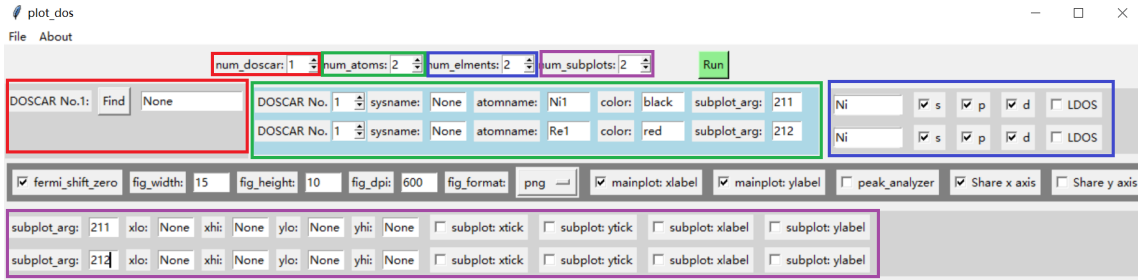 plot_dos
File About
num_doscar: 1 num_atoms: 2 num_elments: 2 num_subplots: 2 Run
DOSCAR No.1: Find None DOSCAR No. 1 sysname: None atomname: Ni1 color: black subplot_arg: 211 Ni s p d LDOS
DOSCAR No. 1 sysname: None atomname: Re1 color: red subplot_arg: 212 Ni s p d LDOS
fermi_shift_zero fig_width: 15 fig_height: 10 fig_dpi: 600 fig_format: png mainplot: xlabel mainplot: ylabel peak_analyzer Share x axis Share y axis
subplot_arg: 211 xlo: None xhi: None ylo: None yhi: None subplot: xtick subplot: ytick subplot: xlabel subplot: ylabel
subplot_arg: 212 xlo: None xhi: None ylo: None yhi: None subplot: xtick subplot: ytick subplot: xlabel subplot: ylabel